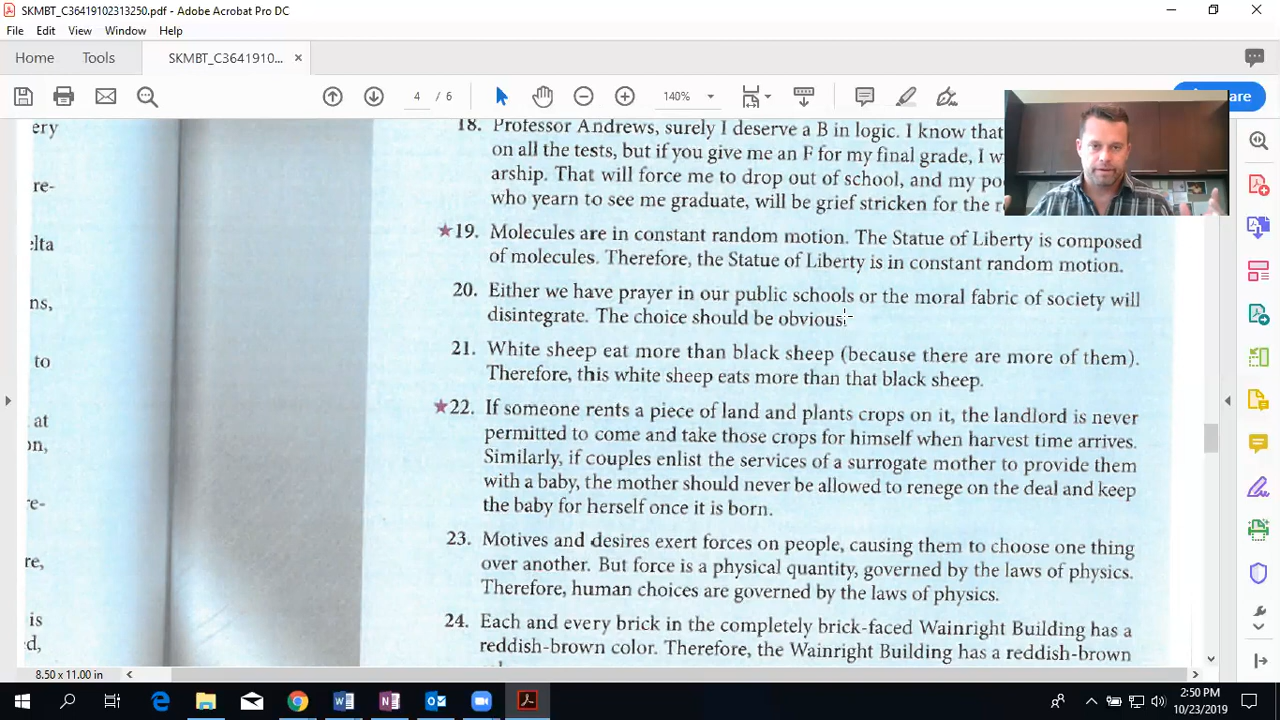 SKMBT_C36419102313250.pdf - Adobe Acrobat Pro DC
File Edit View Window Help
Home Tools SKMBT_C3641910... ×
4 / 6 140% are
ery
re-
elta
ns,
to
at
on,
re-
re,
is
d,
18. Professor Andrews, surely I deserve a B in logic. I know that
on all the tests, but if you give me an F for my final grade, I w
arship. That will force me to drop out of school, and my po
who yearn to see me graduate, will be grief stricken for the r
★19. Molecules are in constant random motion. The Statue of Liberty is composed
of molecules. Therefore, the Statue of Liberty is in constant random motion.
20. Either we have prayer in our public schools or the moral fabric of society will
disintegrate. The choice should be obvious.
21. White sheep eat more than black sheep (because there are more of them).
Therefore, this white sheep eats more than that black sheep.
★22. If someone rents a piece of land and plants crops on it, the landlord is never
permitted to come and take those crops for himself when harvest time arrives.
Similarly, if couples enlist the services of a surrogate mother to provide them
with a baby, the mother should never be allowed to renege on the deal and keep
the baby for herself once it is born.
23. Motives and desires exert forces on people, causing them to choose one thing
over another. But force is a physical quantity, governed by the laws of physics.
Therefore, human choices are governed by the laws of physics.
24. Each and every brick in the completely brick-faced Wainright Building has a
reddish-brown color. Therefore, the Wainright Building has a reddish-brown
8.50 x 11.00 in
2:50 PM
10/23/2019